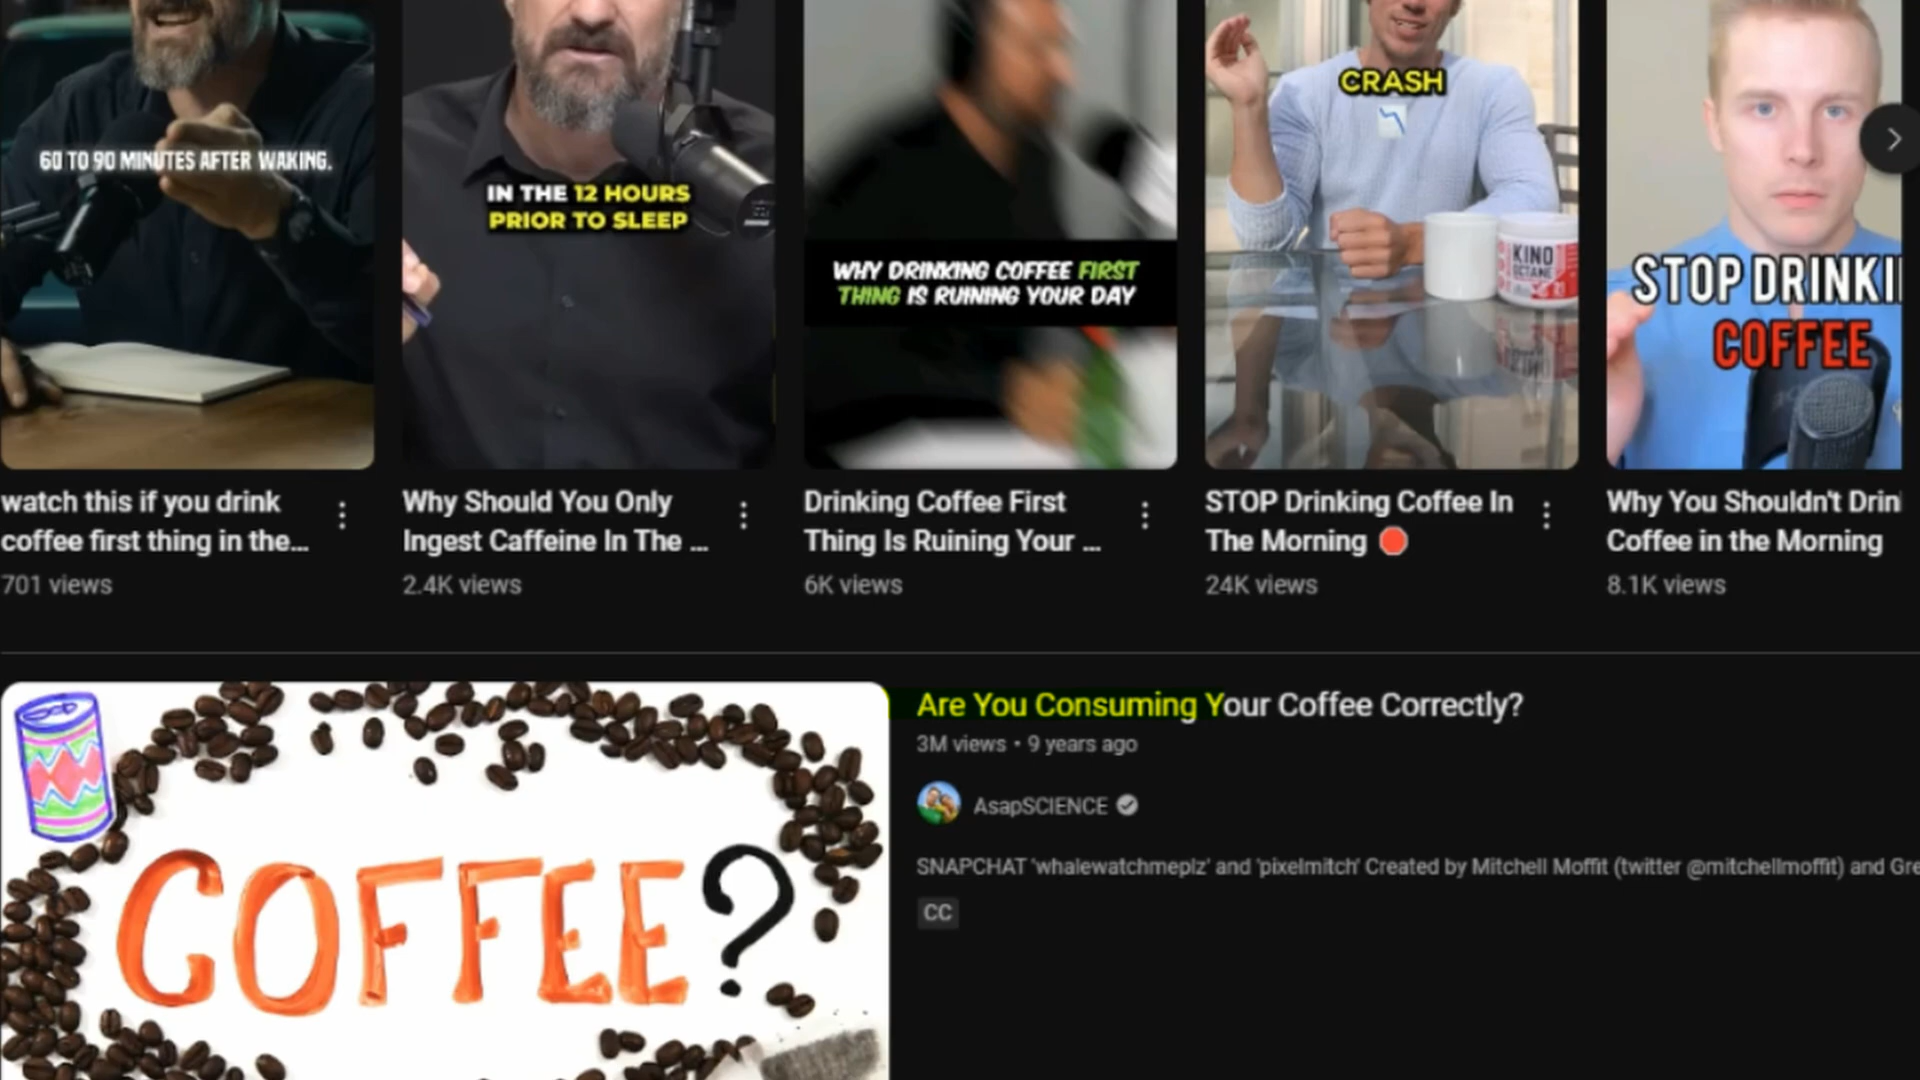 60 TO 90 MINUTES AFTER WAKING.
IN THE 12 HOURS
PRIOR TO SLEEP
WHY DRINKING COFFEE FIRST
THING IS RUINING YOUR DAY
CRASH
KINO
OCTANE
STOP DRINKI
COFFEE
watch this if you drink
coffee first thing in the...
701 views
Why Should You Only
Ingest Caffeine In The ...
2.4K views
Drinking Coffee First
Thing Is Ruining Your ...
6K views
STOP Drinking Coffee In
The Morning 🛑
24K views
Why You Shouldn't Drin
Coffee in the Morning
8.1K views
COFFEE?
Are You Consuming Your Coffee Correctly?
3M views • 9 years ago
AsapSCIENCE
SNAPCHAT 'whalewatchmeplz' and 'pixelmitch' Created by Mitchell Moffit (twitter @mitchellmoffit) and Gre
CC